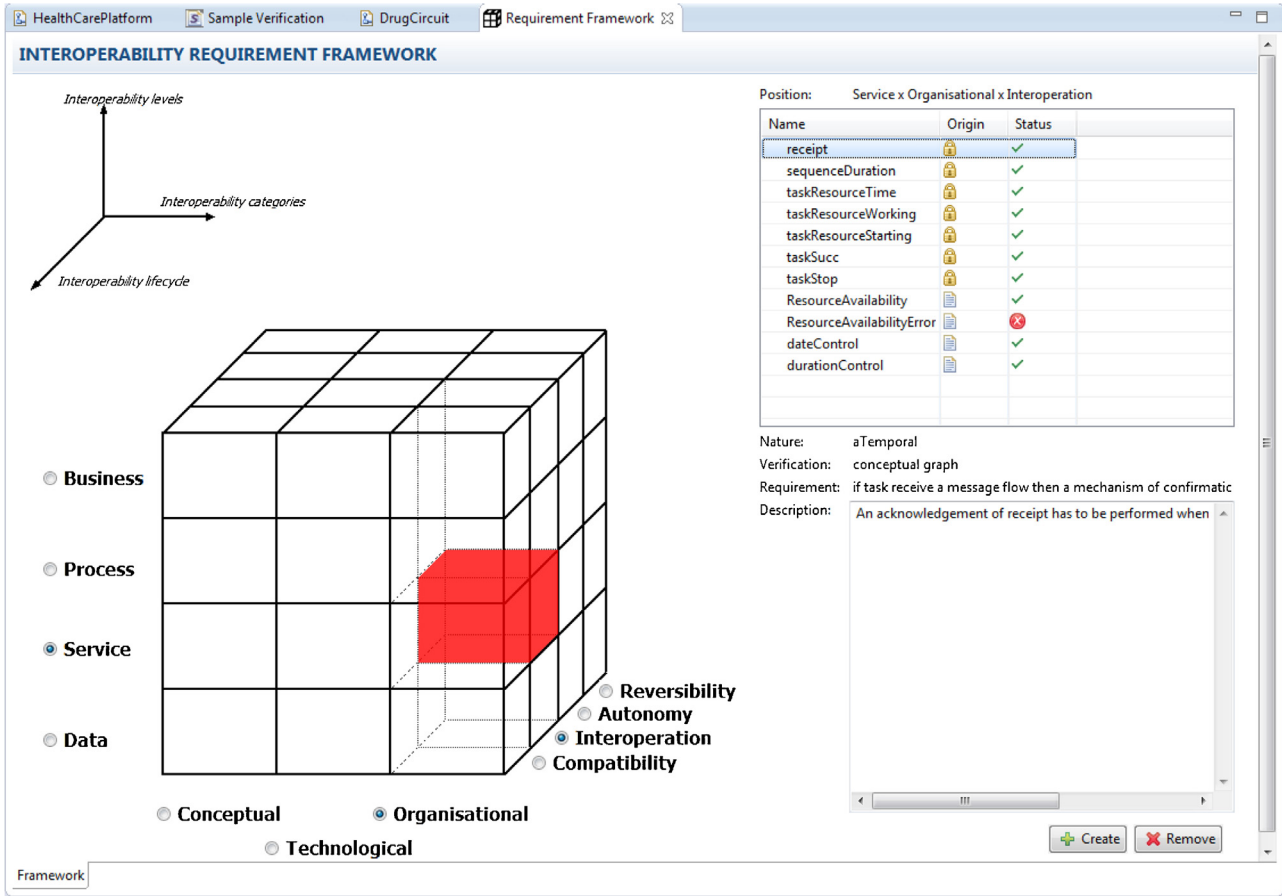 HealthCarePlatform Sample Verification DrugCircuit Requirement Framework
INTEROPERABILITY REQUIREMENT FRAMEWORK
Interoperability levels
Interoperability categories
Interoperability lifecycle
Business
Process
Service
Data
Reversibility
Autonomy
Interoperation
Compatibility
Conceptual Organisational
Technological
Position: Service x Organisational x Interoperation
Name Origin Status
receipt
sequenceDuration
taskResourceTime
taskResourceWorking
taskResourceStarting
taskSucc
taskStop
ResourceAvailability
ResourceAvailabilityError
dateControl
durationControl
Nature: aTemporal
Verification: conceptual graph
Requirement: if task receive a message flow then a mechanism of confirmatic
Description: An acknowledgement of receipt has to be performed when
Create Remove
Framework